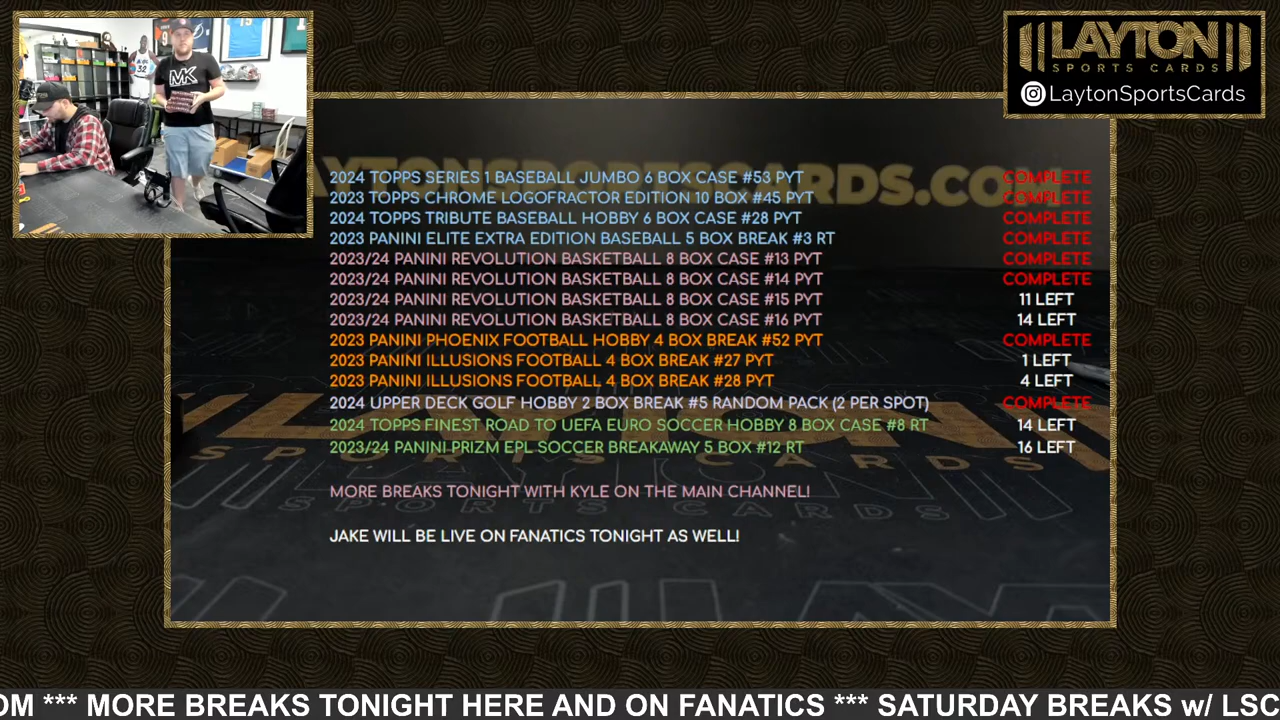 LAYTON
SPORTS CARDS
LaytonSportsCards
MK
32
9
15
LAYTONSPORTSCARDS.CO
2024 TOPPS SERIES 1 BASEBALL JUMBO 6 BOX CASE #53 PYT COMPLETE
2023 TOPPS CHROME LOGOFRACTOR EDITION 10 BOX #45 PYT COMPLETE
2024 TOPPS TRIBUTE BASEBALL HOBBY 6 BOX CASE #28 PYT COMPLETE
2023 PANINI ELITE EXTRA EDITION BASEBALL 5 BOX BREAK #3 RT COMPLETE
2023/24 PANINI REVOLUTION BASKETBALL 8 BOX CASE #13 PYT COMPLETE
2023/24 PANINI REVOLUTION BASKETBALL 8 BOX CASE #14 PYT COMPLETE
2023/24 PANINI REVOLUTION BASKETBALL 8 BOX CASE #15 PYT 11 LEFT
2023/24 PANINI REVOLUTION BASKETBALL 8 BOX CASE #16 PYT 14 LEFT
2023 PANINI PHOENIX FOOTBALL HOBBY 4 BOX BREAK #52 PYT COMPLETE
2023 PANINI ILLUSIONS FOOTBALL 4 BOX BREAK #27 PYT 1 LEFT
2023 PANINI ILLUSIONS FOOTBALL 4 BOX BREAK #28 PYT 4 LEFT
2024 UPPER DECK GOLF HOBBY 2 BOX BREAK #5 RANDOM PACK (2 PER SPOT) COMPLETE
2024 TOPPS FINEST ROAD TO UEFA EURO SOCCER HOBBY 8 BOX CASE #8 RT 14 LEFT
2023/24 PANINI PRIZM EPL SOCCER BREAKAWAY 5 BOX #12 RT 16 LEFT
MORE BREAKS TONIGHT WITH KYLE ON THE MAIN CHANNEL!
JAKE WILL BE LIVE ON FANATICS TONIGHT AS WELL!
LAYTON
SPORTS CARDS
OM *** MORE BREAKS TONIGHT HERE AND ON FANATICS *** SATURDAY BREAKS w/ LSC